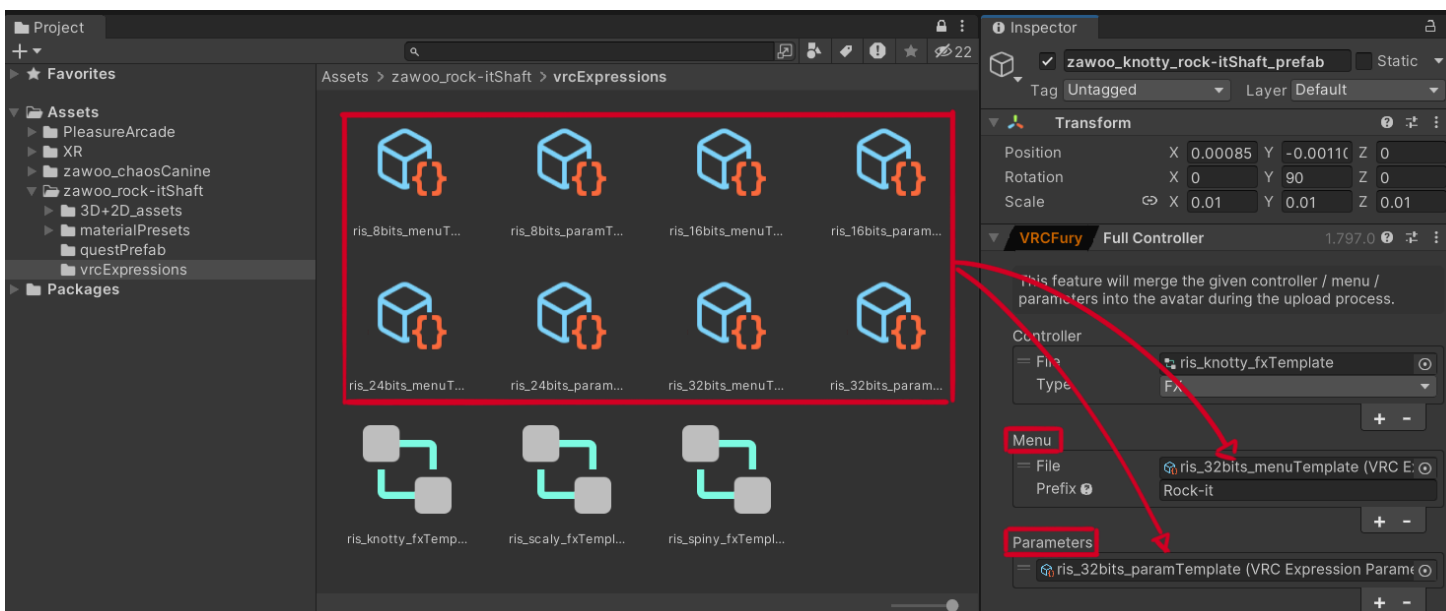 Project
22
Favorites
Assets
PleasureArcade
XR
zawoo_chaosCanine
zawoo_rock-itShaft
3D+2D_assets
materialPresets
questPrefab
vrcExpressions
Packages
Assets > zawoo_rock-itShaft > vrcExpressions
ris_8bits_menuT...
ris_8bits_paramT...
ris_16bits_menuT...
ris_16bits_param...
ris_24bits_menuT...
ris_24bits_param...
ris_32bits_menuT...
ris_32bits_param...
ris_knotty_fxTemp...
ris_scaly_fxTempl...
ris_spiny_fxTempl...
Inspector
zawoo_knotty_rock-itShaft_prefab Static
Tag Untagged Layer Default
Transform
Position X 0.00085 Y -0.0011( Z 0
Rotation X 0 Y 90 Z 0
Scale X 0.01 Y 0.01 Z 0.01
VRCFury Full Controller 1.797.0
This feature will merge the given controller / menu /
parameters into the avatar during the upload process.
Controller
File ris_knotty_fxTemplate
Type FX
+ -
Menu
File ris_32bits_menuTemplate (VRC E:
Prefix Rock-it
+ -
Parameters
ris_32bits_paramTemplate (VRC Expression Parame
+ -